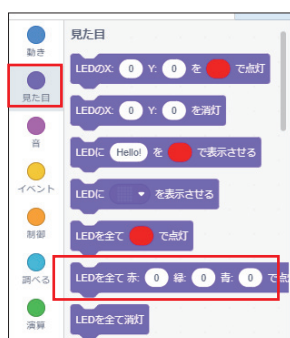 動き
見た目
音
イベント
制御
調べる
演算
見た目
LEDのX: 0 Y: 0 を で点灯
LEDのX: 0 Y: 0 を消灯
LEDに Hello! を で表示させる
LEDに を表示させる
LEDを全て で点灯
LEDを全て 赤: 0 緑: 0 青: 0 で点
LEDを全て消灯